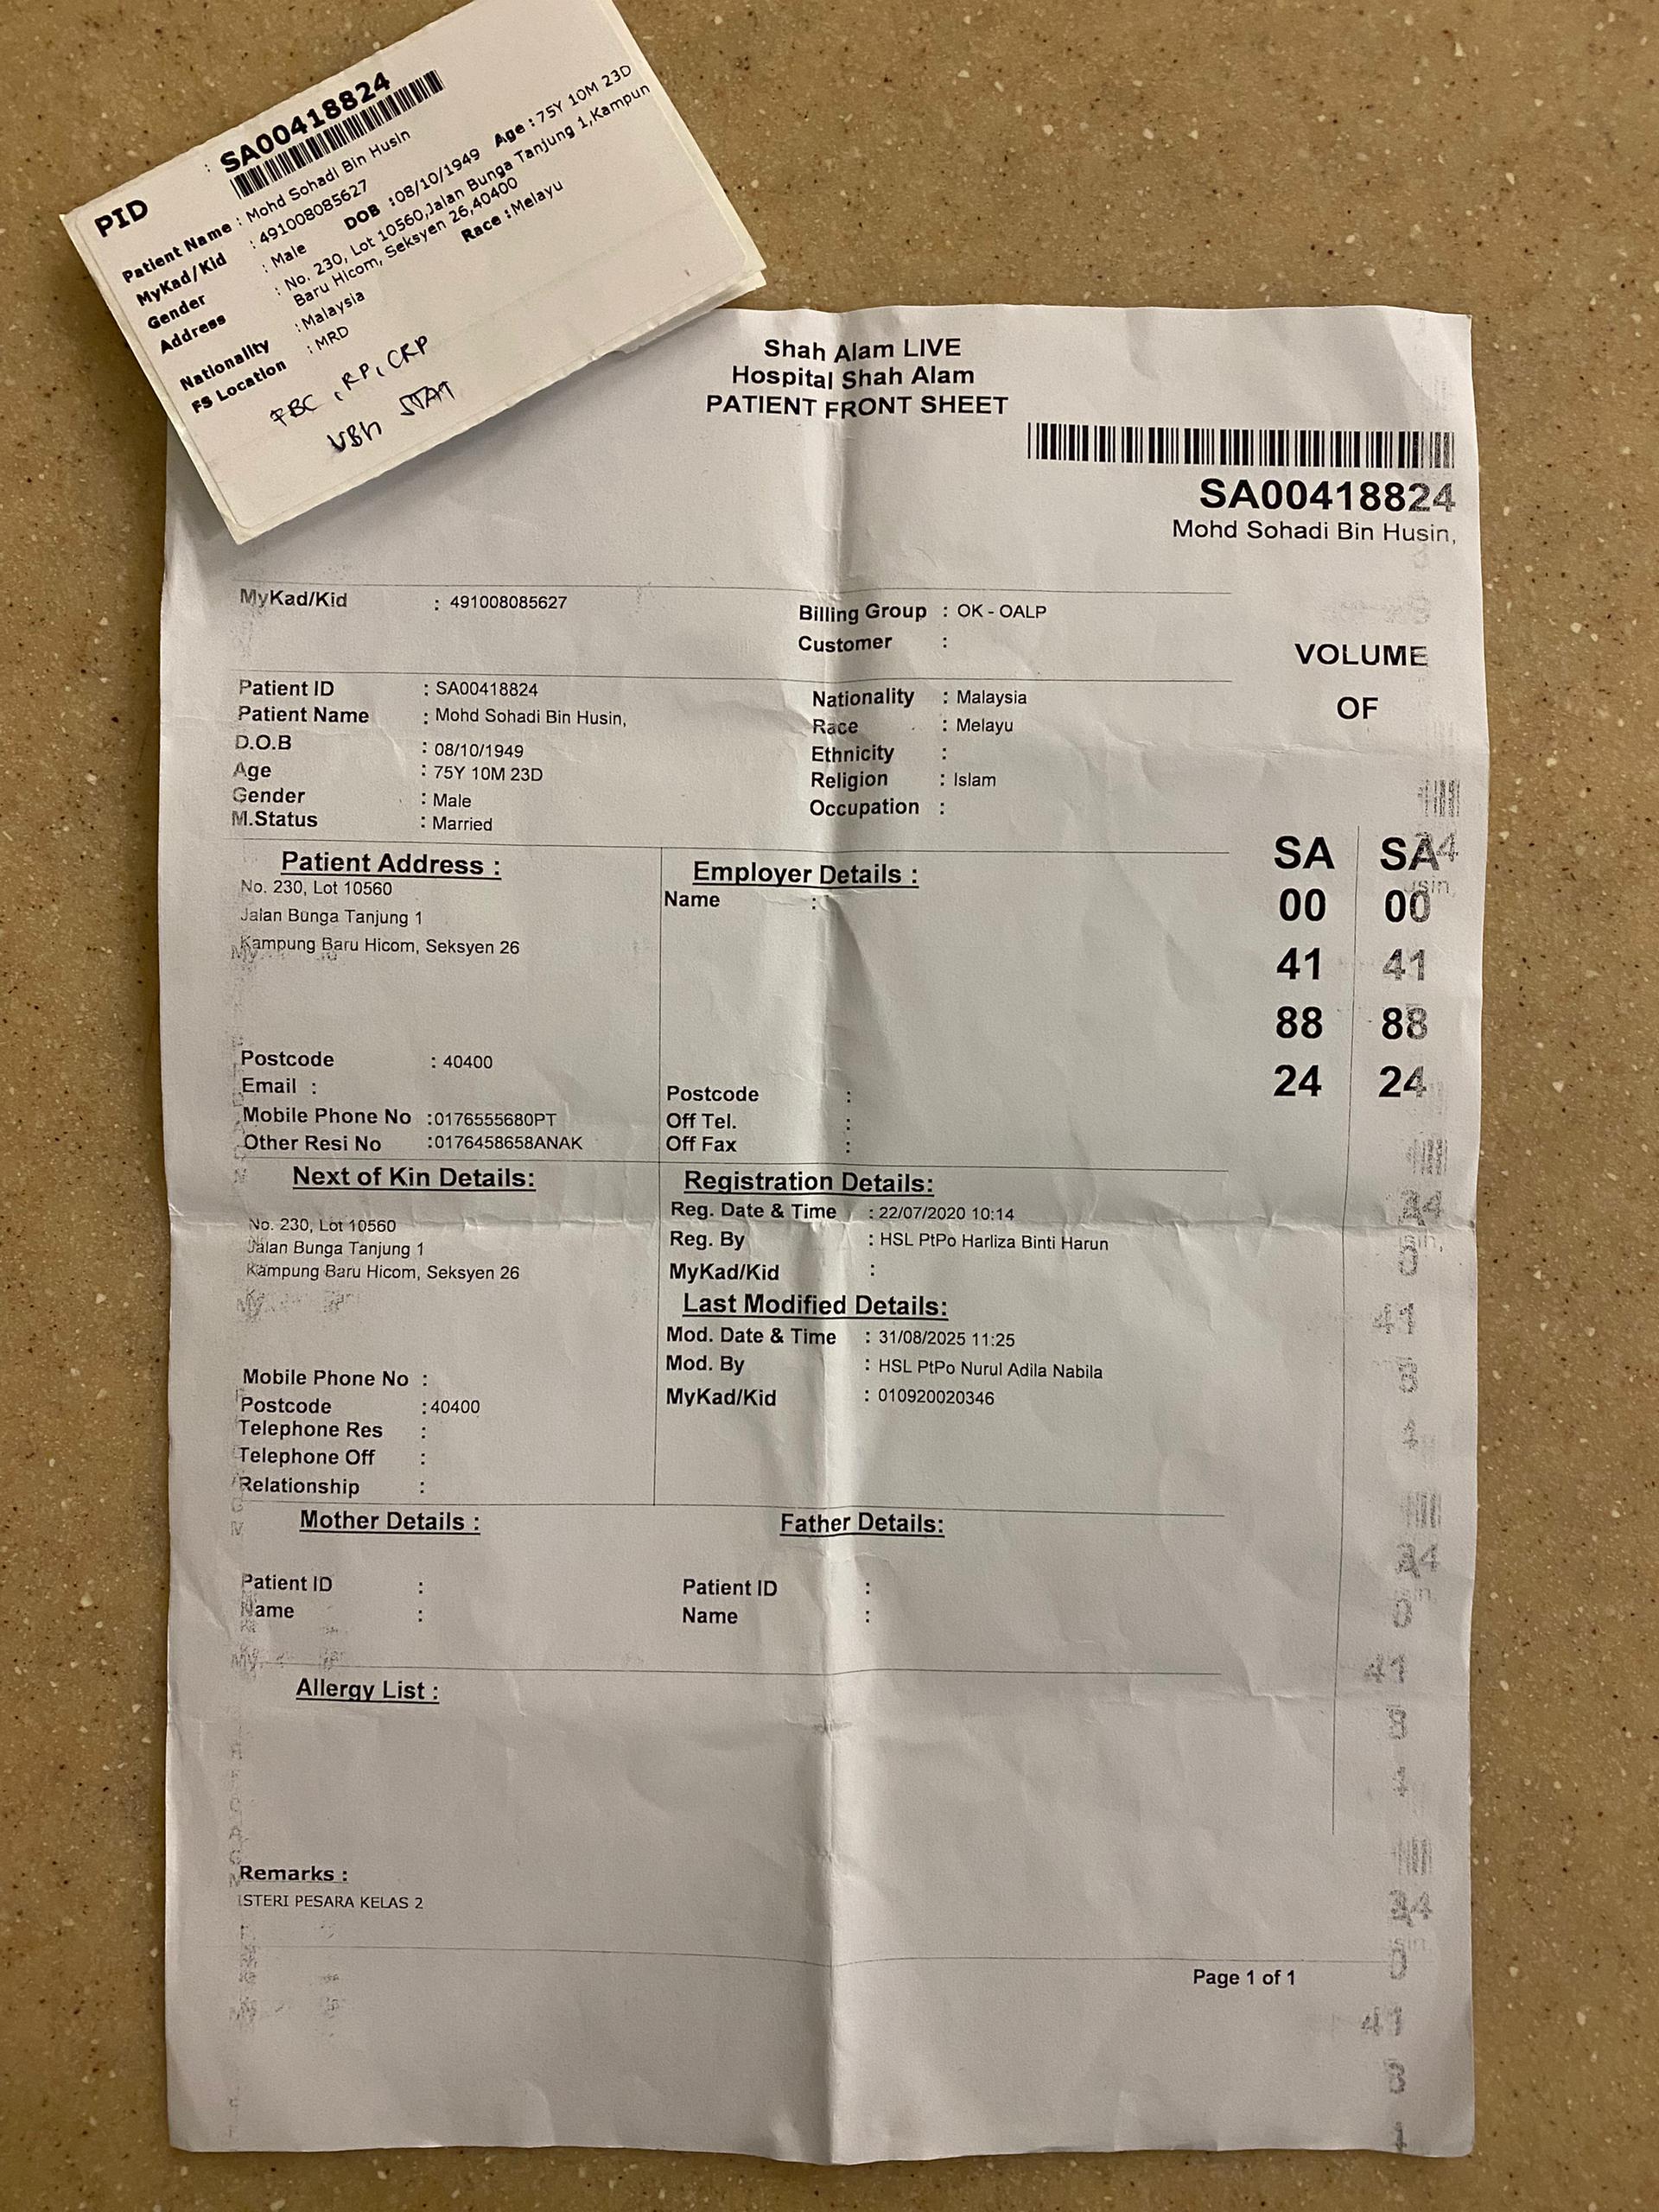 PID : SA00418824
Patient Name : Mohd Sohadi Bin Husin
MyKad/Kid : 491008085627
Gender : Male DOB :08/10/1949 Age :75Y 10M 23D
Address : No. 230, Lot 10560,Jalan Bunga Tanjung 1,Kampun
Baru Hicom, Seksyen 26,40400
Nationality :Malaysia Race :Melayu
FS Location : MRD
FBC, RP, CRP
STAT
Shah Alam LIVE
Hospital Shah Alam
PATIENT FRONT SHEET
SA00418824
Mohd Sohadi Bin Husin,
MyKad/Kid : 491008085627
Billing Group : OK - OALP
Customer :
VOLUME
OF
Patient ID : SA00418824
Patient Name : Mohd Sohadi Bin Husin,
D.O.B : 08/10/1949
Age : 75Y 10M 23D
Gender : Male
M.Status : Married
Nationality : Malaysia
Race : Melayu
Ethnicity :
Religion : Islam
Occupation :
SA SA
00 00
41 41
88 88
24 24
Patient Address :
No. 230, Lot 10560
Jalan Bunga Tanjung 1
Kampung Baru Hicom, Seksyen 26
Postcode : 40400
Email :
Mobile Phone No :0176555680PT
Other Resi No :0176458658ANAK
Employer Details :
Name :
Postcode :
Off Tel. :
Off Fax :
Next of Kin Details:
No. 230, Lot 10560
Jalan Bunga Tanjung 1
Kampung Baru Hicom, Seksyen 26
Mobile Phone No :
Postcode :40400
Telephone Res :
Telephone Off :
Relationship :
Registration Details:
Reg. Date & Time : 22/07/2020 10:14
Reg. By : HSL PtPo Harliza Binti Harun
MyKad/Kid :
Last Modified Details:
Mod. Date & Time : 31/08/2025 11:25
Mod. By : HSL PtPo Nurul Adila Nabila
MyKad/Kid : 010920020346
Mother Details :
Patient ID :
Name :
Father Details:
Patient ID :
Name :
Allergy List :
Remarks :
ISTERI PESARA KELAS 2
Page 1 of 1